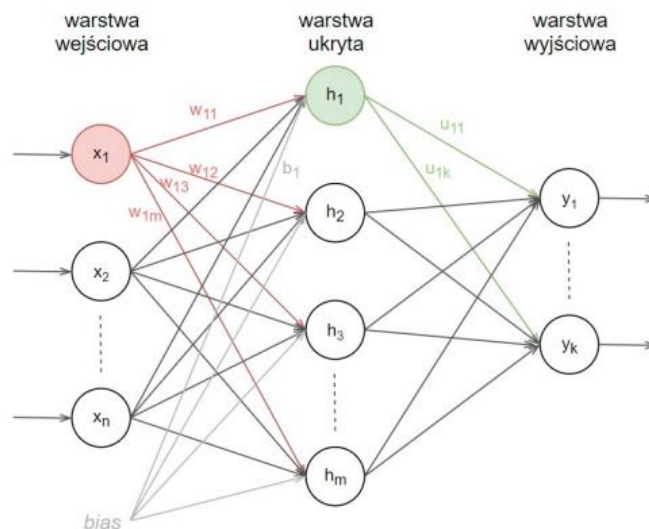 warstwa
wejściowa
warstwa
ukryta
warstwa
wyjściowa
h₁
w₁₁
u₁₁
x₁
b₁
u₁ₖ
w₁₂
w₁₃
w₁ₘ
y₁
h₂
x₂
h₃
yₖ
xₙ
hₘ
bias